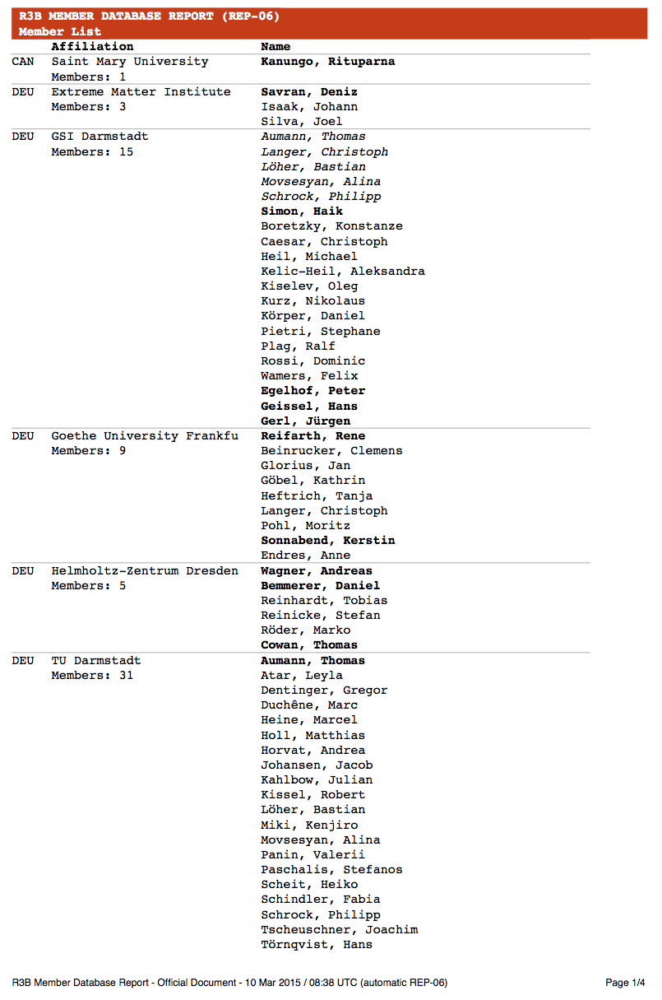 R3B MEMBER DATABASE REPORT (REP-06)
Member List
Affiliation Name
CAN Saint Mary University Kanungo, Rituparna
Members: 1
DEU Extreme Matter Institute Savran, Deniz
Members: 3 Isaak, Johann
Silva, Joel
DEU GSI Darmstadt Aumann, Thomas
Members: 15 Langer, Christoph
Löher, Bastian
Movsesyan, Alina
Schrock, Philipp
Simon, Haik
Boretzky, Konstanze
Caesar, Christoph
Heil, Michael
Kelic-Heil, Aleksandra
Kiselev, Oleg
Kurz, Nikolaus
Körper, Daniel
Pietri, Stephane
Plag, Ralf
Rossi, Dominic
Wamers, Felix
Egelhof, Peter
Geissel, Hans
Gerl, Jürgen
DEU Goethe University Frankfu Reifarth, Rene
Members: 9 Beinrucker, Clemens
Glorius, Jan
Göbel, Kathrin
Heftrich, Tanja
Langer, Christoph
Pohl, Moritz
Sonnabend, Kerstin
Endres, Anne
DEU Helmholtz-Zentrum Dresden Wagner, Andreas
Members: 5 Bemmerer, Daniel
Reinhardt, Tobias
Reinicke, Stefan
Röder, Marko
Cowan, Thomas
DEU TU Darmstadt Aumann, Thomas
Members: 31 Atar, Leyla
Dentinger, Gregor
Duchêne, Marc
Heine, Marcel
Holl, Matthias
Horvat, Andrea
Johansen, Jacob
Kahlbow, Julian
Kissel, Robert
Löher, Bastian
Miki, Kenjiro
Movsesyan, Alina
Panin, Valerii
Paschalis, Stefanos
Scheit, Heiko
Schindler, Fabia
Schrock, Philipp
Tscheuschner, Joachim
Törnqvist, Hans
R3B Member Database Report - Official Document - 10 Mar 2015 / 08:38 UTC (automatic REP-06) Page 1/4